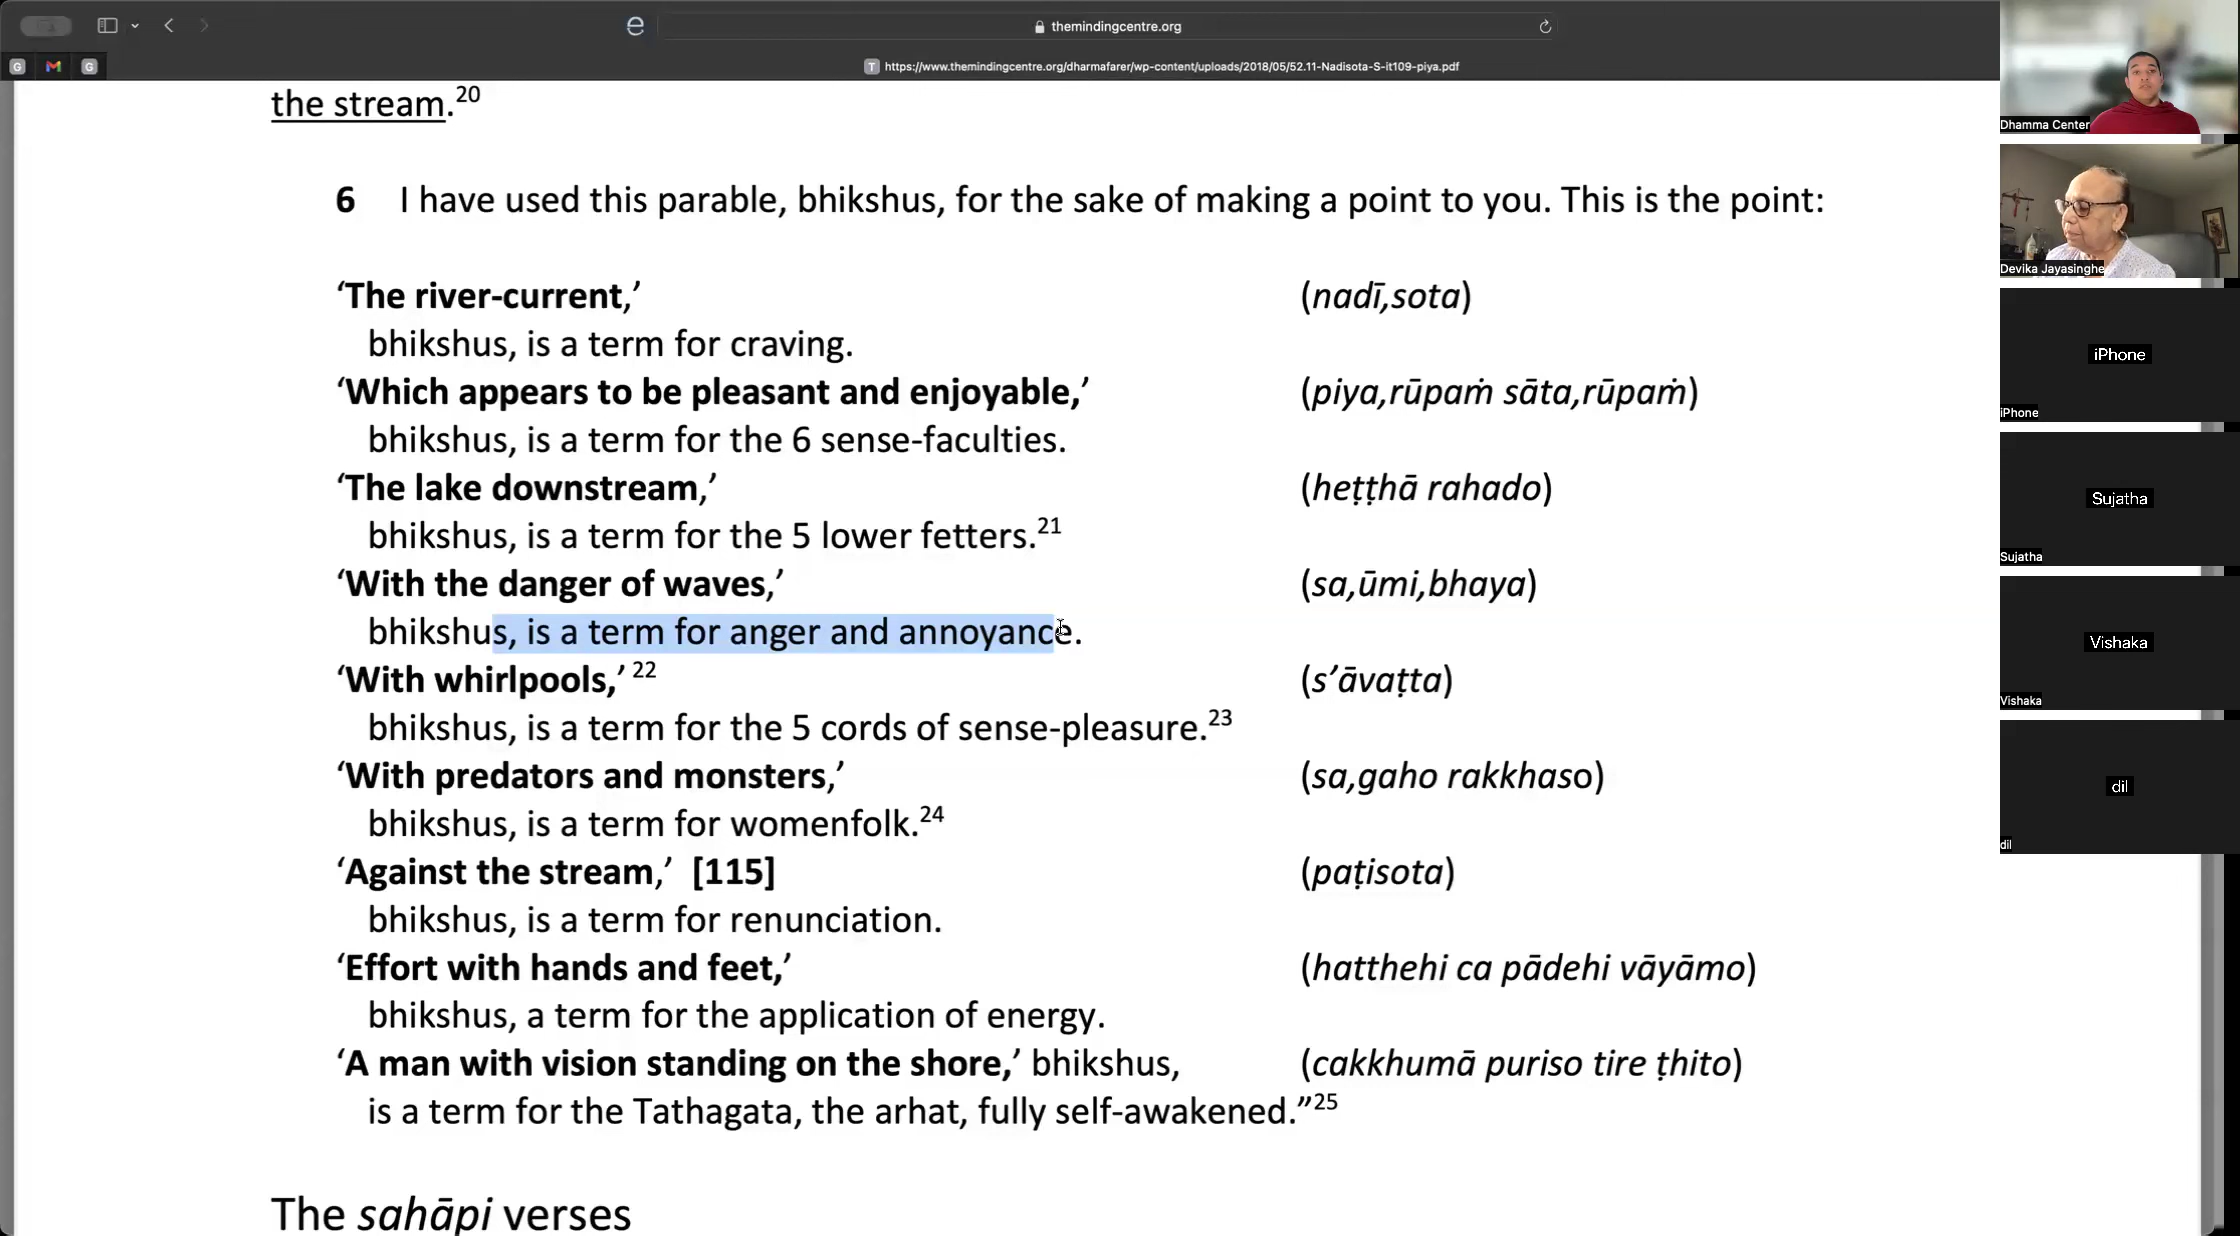 themindingcentre.org
https://www.themindingcentre.org/dharmafarer/wp-content/uploads/2018/05/52.11-Nadisota-S-it109-piya.pdf
the stream.20
6 I have used this parable, bhikshus, for the sake of making a point to you. This is the point:
‘The river-current,’ (nadī,sota)
bhikshus, is a term for craving.
‘Which appears to be pleasant and enjoyable,’ (piya,rūpaṁ sāta,rūpaṁ)
bhikshus, is a term for the 6 sense-faculties.
‘The lake downstream,’ (heṭṭhā rahado)
bhikshus, is a term for the 5 lower fetters.21
‘With the danger of waves,’ (sa,ūmi,bhaya)
bhikshus, is a term for anger and annoyance.
‘With whirlpools,’ 22 (s’āvaṭṭa)
bhikshus, is a term for the 5 cords of sense-pleasure.23
‘With predators and monsters,’ (sa,gaho rakkhaso)
bhikshus, is a term for womenfolk.24
‘Against the stream,’ [115] (paṭisota)
bhikshus, is a term for renunciation.
‘Effort with hands and feet,’ (hatthehi ca pādehi vāyāmo)
bhikshus, a term for the application of energy.
‘A man with vision standing on the shore,’ bhikshus, (cakkhumā puriso tire ṭhito)
is a term for the Tathagata, the arhat, fully self-awakened.”25
The sahāpi verses
Dhamma Center
Devika Jayasinghe
iPhone
iPhone
Sujatha
Sujatha
Vishaka
Vishaka
dil
dil